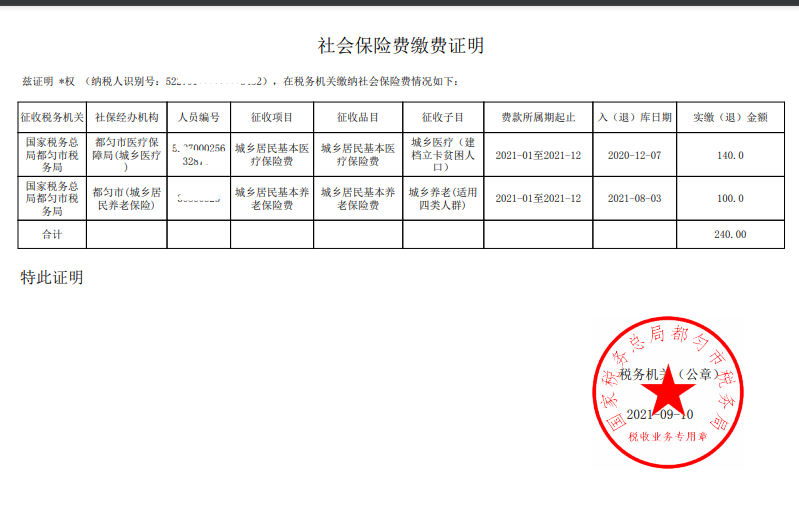 社会保险费缴费证明
兹证明 *权 （纳税人识别号：52），在税务机关缴纳社会保险费情况如下：
征收税务机关 社保经办机构 人员编号 征收项目 征收品目 征收子目 费款所属期起止 入（退）库日期 实缴（退）金额
国家税务总局都匀市税务局 都匀市医疗保障局(城乡医疗) 城乡居民基本医疗保险费 城乡居民基本医疗保险费 城乡医疗（建档立卡贫困人口） 2021-01至2021-12 2020-12-07 140.0
国家税务总局都匀市税务局 都匀市(城乡居民养老保险) 城乡居民基本养老保险费 城乡居民基本养老保险费 城乡养老(适用四类人群) 2021-01至2021-12 2021-08-03 100.0
合计 240.00
特此证明
国家税务总局都匀市税务局
税务机关（公章）
2021-09-10
税收业务专用章